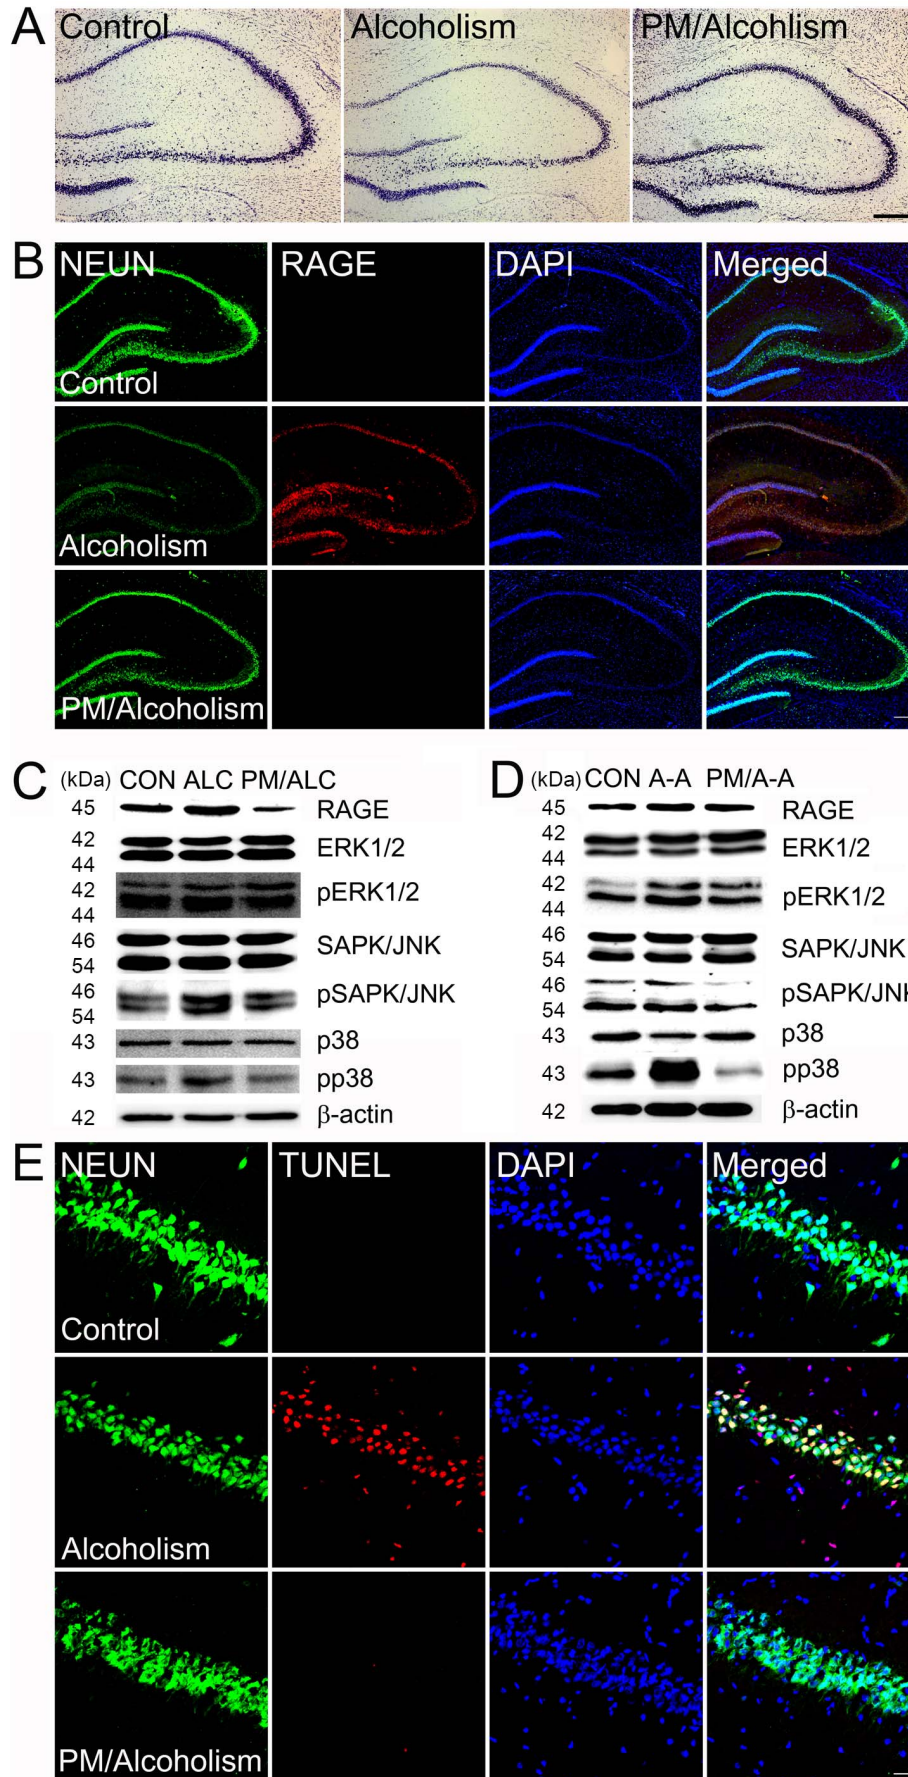 A
Control
Alcoholism
PM/Alcohlism
B
NEUN
RAGE
DAPI
Merged
Control
Alcoholism
PM/Alcoholism
C
(kDa) CON ALC PM/ALC
45 RAGE
42
44
ERK1/2
42
44
pERK1/2
46
54
SAPK/JNK
46
54
pSAPK/JNK
43 p38
43 pp38
42 β-actin
D
(kDa) CON A-A PM/A-A
45 RAGE
42
44
ERK1/2
42
44
pERK1/2
46
54
SAPK/JNK
46
54
pSAPK/JNK
43 p38
43 pp38
42 β-actin
E
NEUN
TUNEL
DAPI
Merged
Control
Alcoholism
PM/Alcoholism